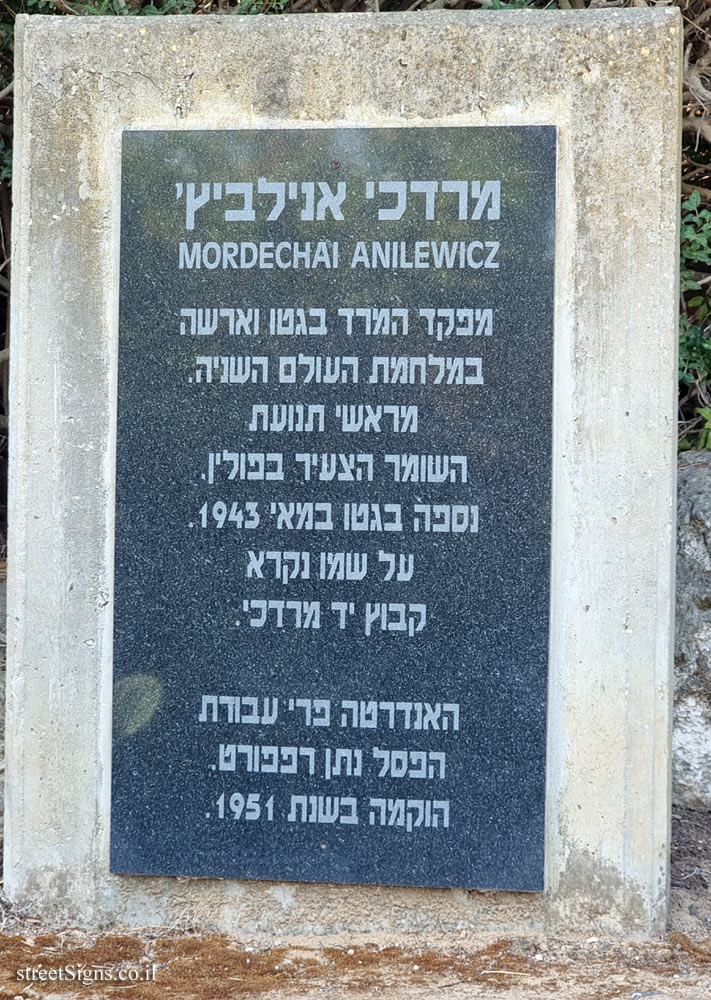 מרדכי אנילביץ'
MORDECHAI ANILEWICZ
מפקד המרד בגטו וארשה
במלחמת העולם השניה.
מראשי תנועת
השומר הצעיר בפולין.
נספה בגטו במאי 1943.
על שמו נקרא
קבוץ יד מרדכי.
האנדרטה פרי עבודת
הפסל נתן רפפורט.
הוקמה בשנת 1951.
streetSigns.co.il